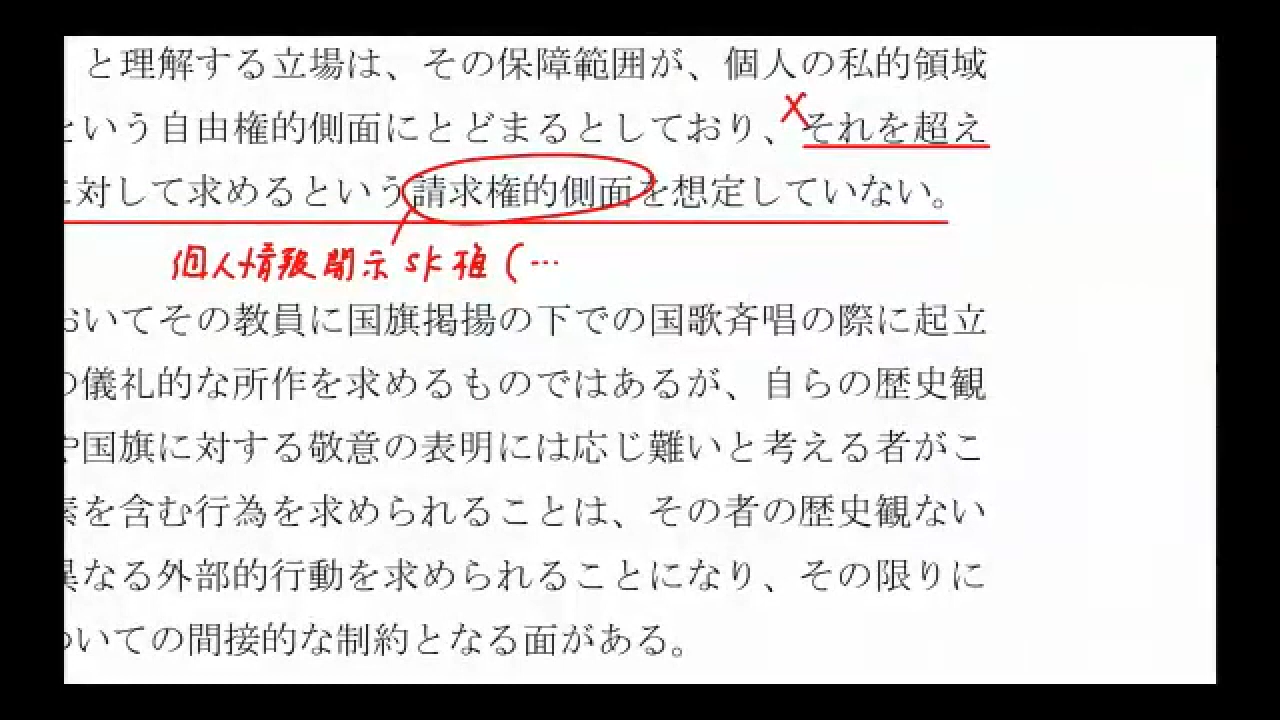 と理解する立場は、その保障範囲が、個人の私的領域
という自由権的側面にとどまるとしており、それを超え
に対して求めるという請求権的側面を想定していない。
個人情報開示 SK権 (…
おいてその教員に国旗掲揚の下での国歌斉唱の際に起立
の儀礼的な所作を求めるものではあるが、自らの歴史観
や国旗に対する敬意の表明には応じ難いと考える者がこ
素を含む行為を求められることは、その者の歴史観ない
異なる外部的行動を求められることになり、その限りに
ついての間接的な制約となる面がある。